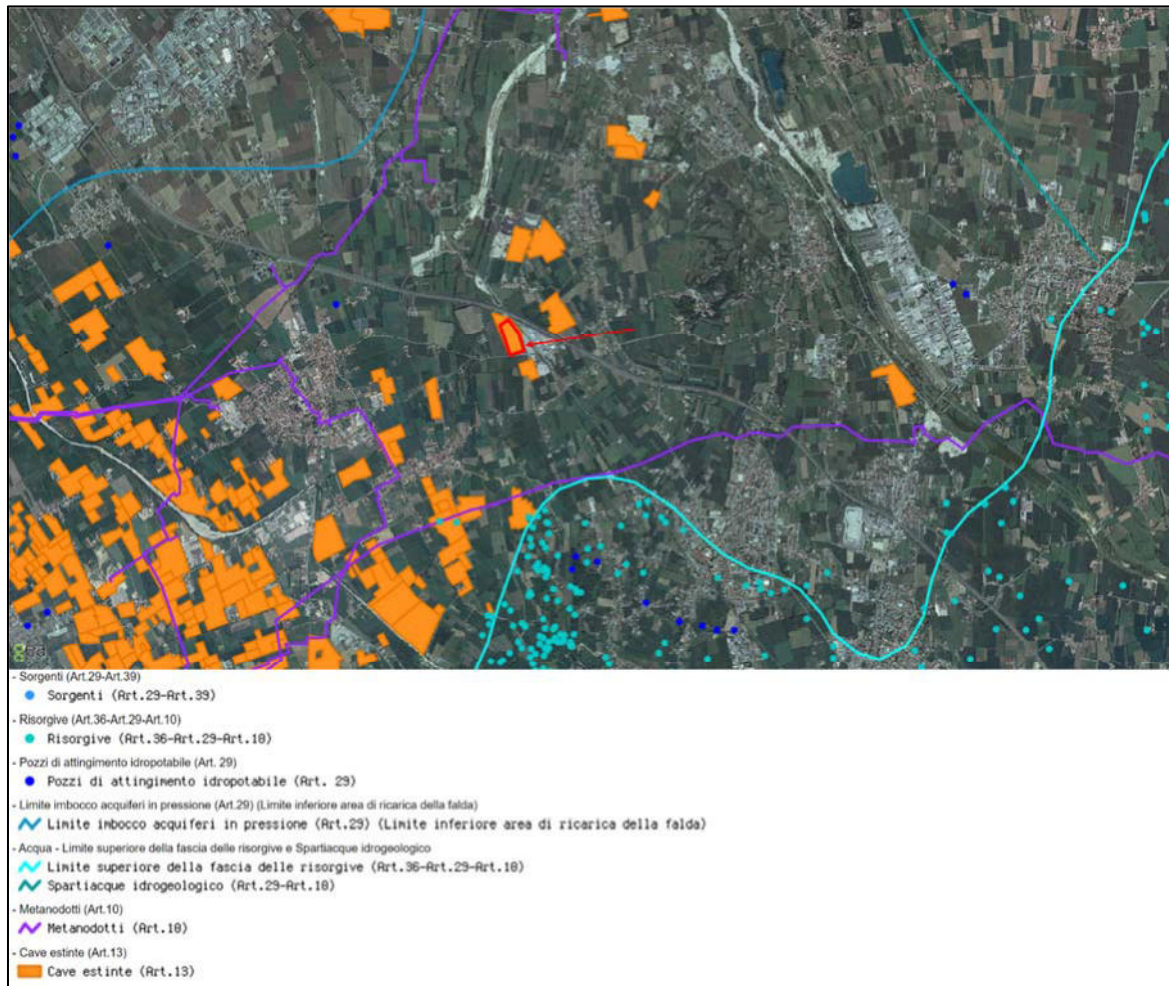 - Sorgenti (Art.29-Art.39)
Sorgenti (Art.29-Art.39)
- Risorgive (Art.36-Art.29-Art.10)
Risorgive (Art.36-Art.29-Art.10)
- Pozzi di attingimento idropotabile (Art. 29)
Pozzi di attingimento idropotabile (Art. 29)
- Limite imbocco acquiferi in pressione (Art.29) (Limite inferiore area di ricarica della falda)
Limite imbocco acquiferi in pressione (Art.29) (Limite inferiore area di ricarica della falda)
- Acqua - Limite superiore della fascia delle risorgive e Spartiacque idrogeologico
Limite superiore della fascia delle risorgive (Art.36-Art.29-Art.10)
Spartiacque idrogeologico (Art.29-Art.10)
- Metanodotti (Art.10)
Metanodotti (Art.10)
- Cave estinte (Art.13)
Cave estinte (Art.13)